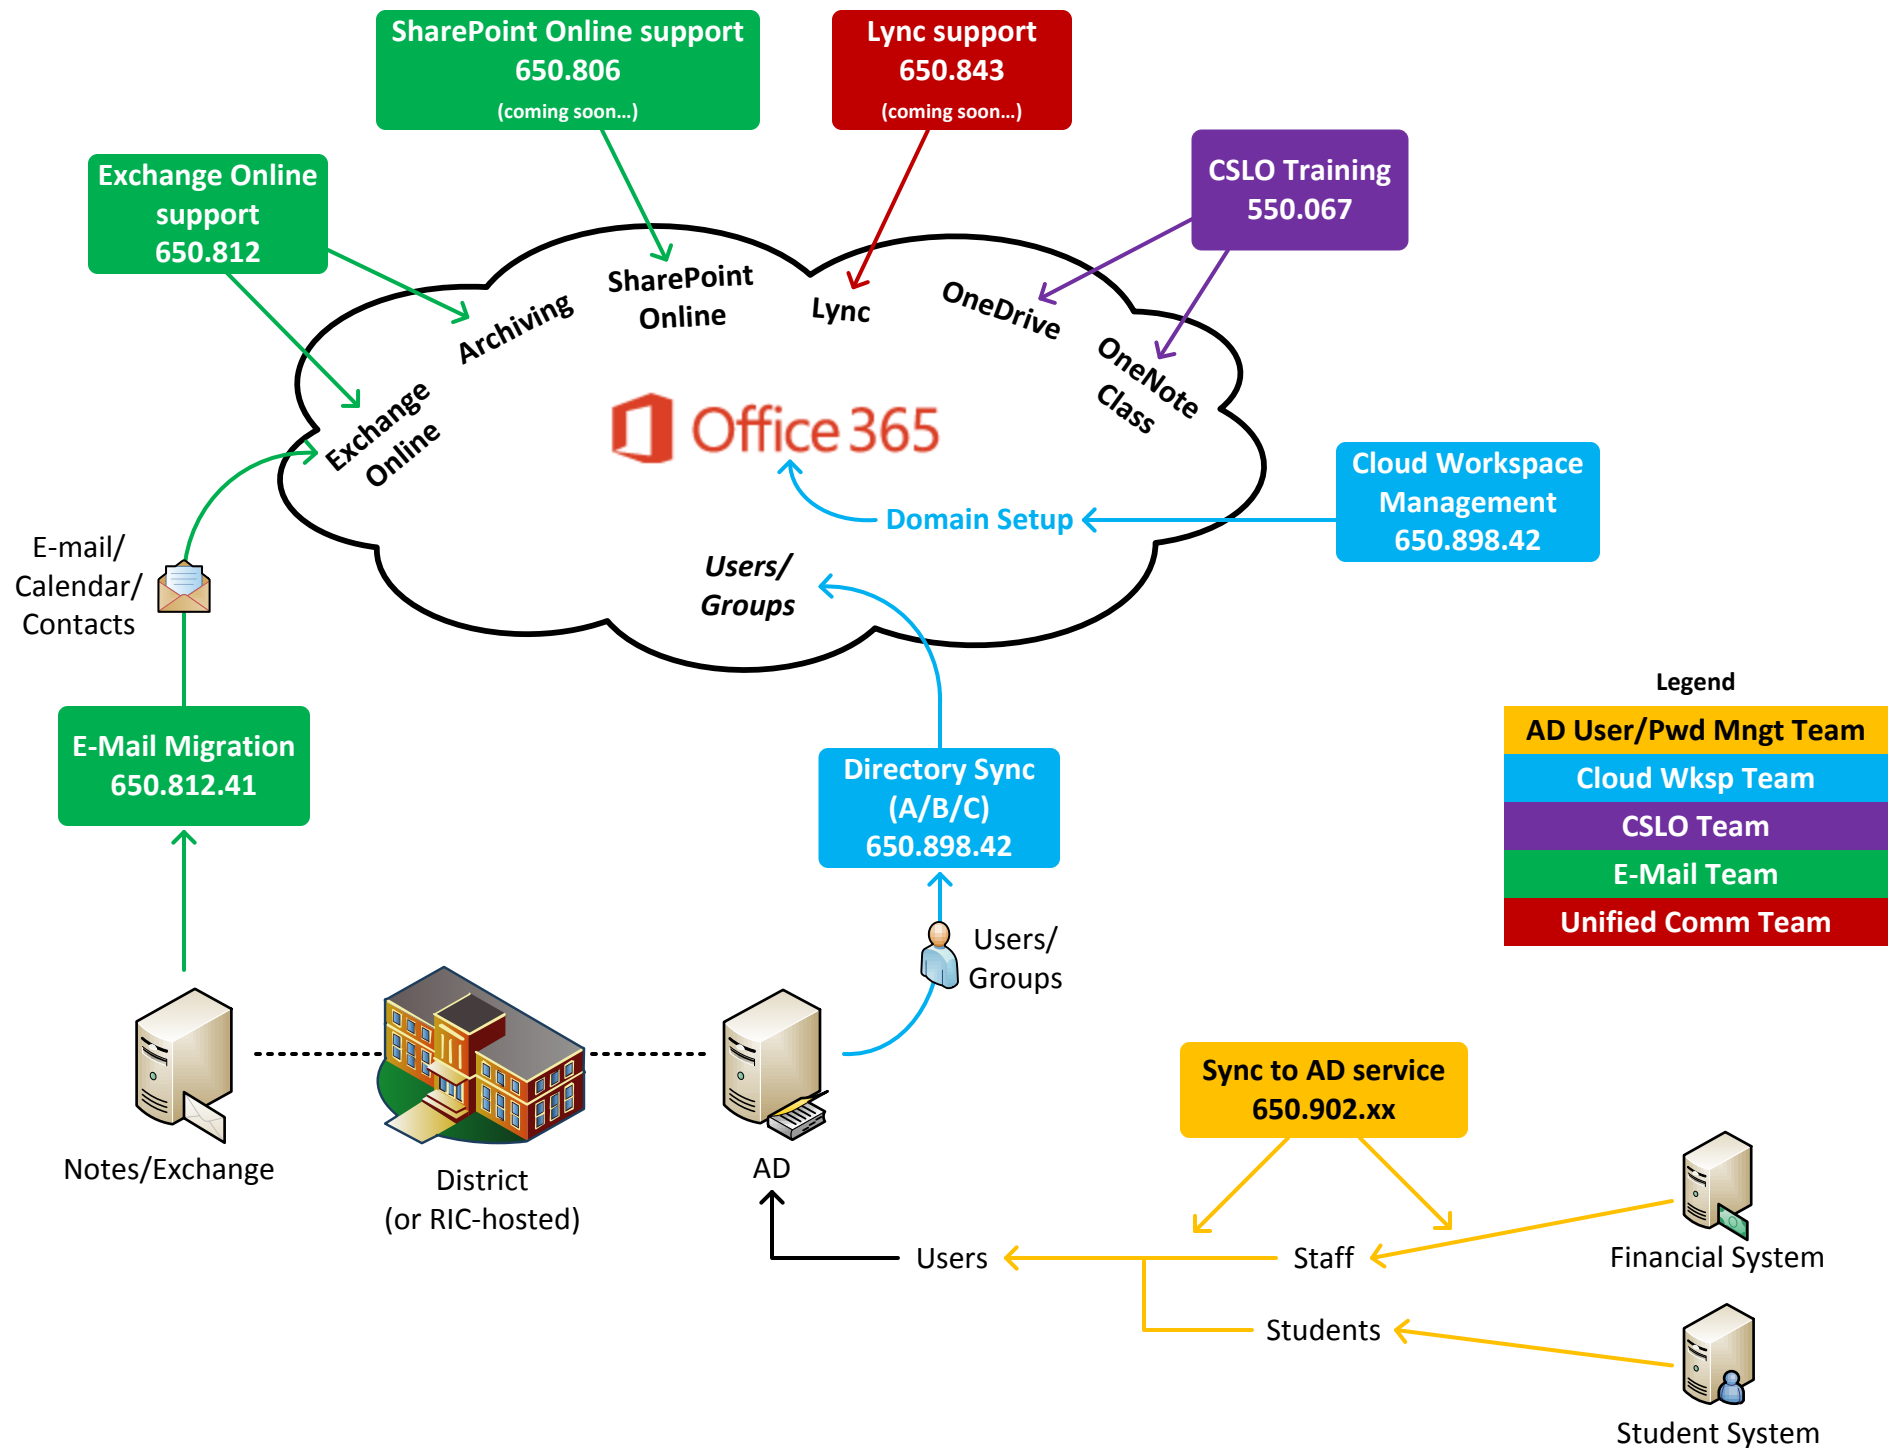 SharePoint Online support
650.806
(coming soon...)
Lync support
650.843
(coming soon...)
CSLO Training
550.067
Exchange Online
support
650.812
Archiving
SharePoint
Online
Lync
OneDrive
OneNote
Class
Exchange
Online
Office 365
Cloud Workspace
Management
650.898.42
Domain Setup
E-mail/
Calendar/
Contacts
Users/
Groups
E-Mail Migration
650.812.41
Directory Sync
(A/B/C)
650.898.42
Legend
AD User/Pwd Mngt Team
Cloud Wksp Team
CSLO Team
E-Mail Team
Unified Comm Team
Users/
Groups
Notes/Exchange
District
(or RIC-hosted)
AD
Sync to AD service
650.902.xx
Users
Staff
Students
Financial System
Student System